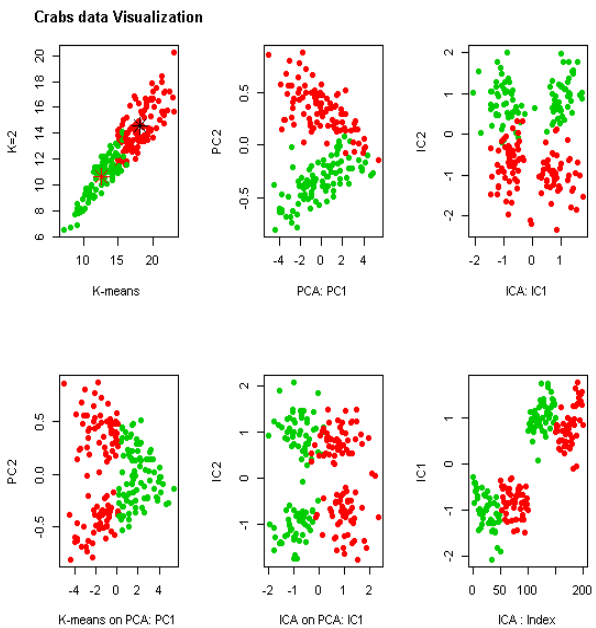 Crabs data Visualization
K=2
6 8 10 12 14 16 18 20
10 15 20
K-means
PC2
-0.5 0.0 0.5
-4 -2 0 2 4
PCA: PC1
IC2
-2 -1 0 1 2
-2 -1 0 1
ICA: IC1
PC2
-0.5 0.0 0.5
-4 -2 0 2 4
K-means on PCA: PC1
IC2
-1 0 1 2
-2 -1 0 1 2
ICA on PCA: IC1
IC1
-2 -1 0 1
0 50 100 200
ICA : Index